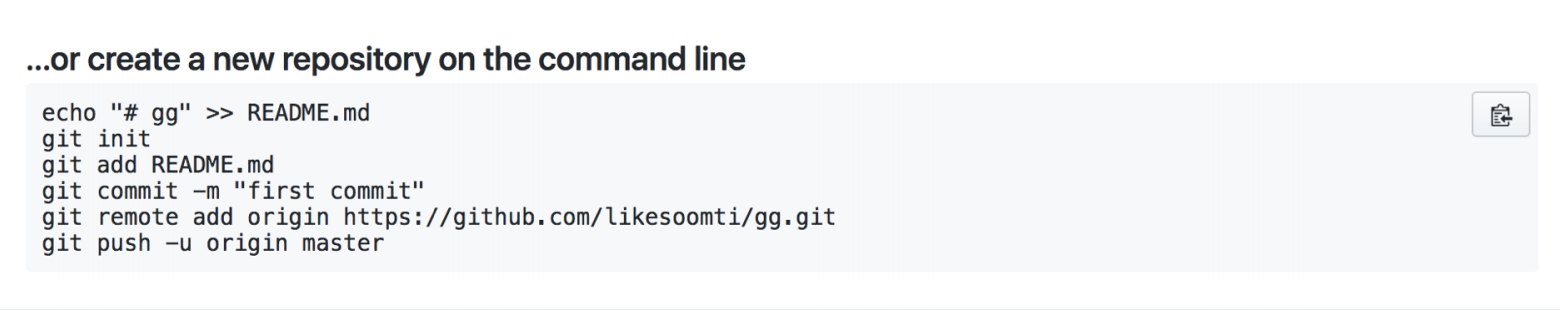 ...or create a new repository on the command line
echo "# gg" >> README.md
git init
git add README.md
git commit -m "first commit"
git remote add origin https://github.com/likesoomti/gg.git
git push -u origin master